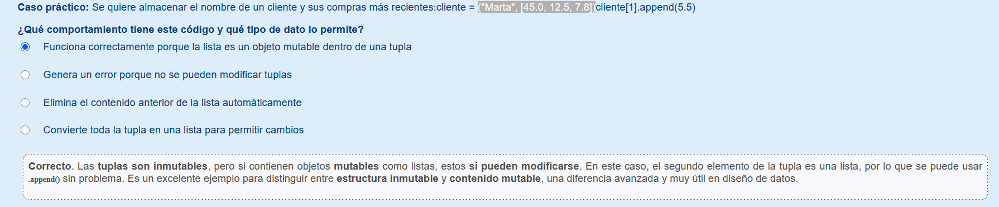 Caso práctico: Se quiere almacenar el nombre de un cliente y sus compras más recientes:cliente = ("Marta", [45.0, 12.5, 7.8])cliente[1].append(5.5)
¿Qué comportamiento tiene este código y qué tipo de dato lo permite?
Funciona correctamente porque la lista es un objeto mutable dentro de una tupla
Genera un error porque no se pueden modificar tuplas
Elimina el contenido anterior de la lista automáticamente
Convierte toda la tupla en una lista para permitir cambios
Correcto. Las tuplas son inmutables, pero si contienen objetos mutables como listas, estos sí pueden modificarse. En este caso, el segundo elemento de la tupla es una lista, por lo que se puede usar
.append() sin problema. Es un excelente ejemplo para distinguir entre estructura inmutable y contenido mutable, una diferencia avanzada y muy útil en diseño de datos.